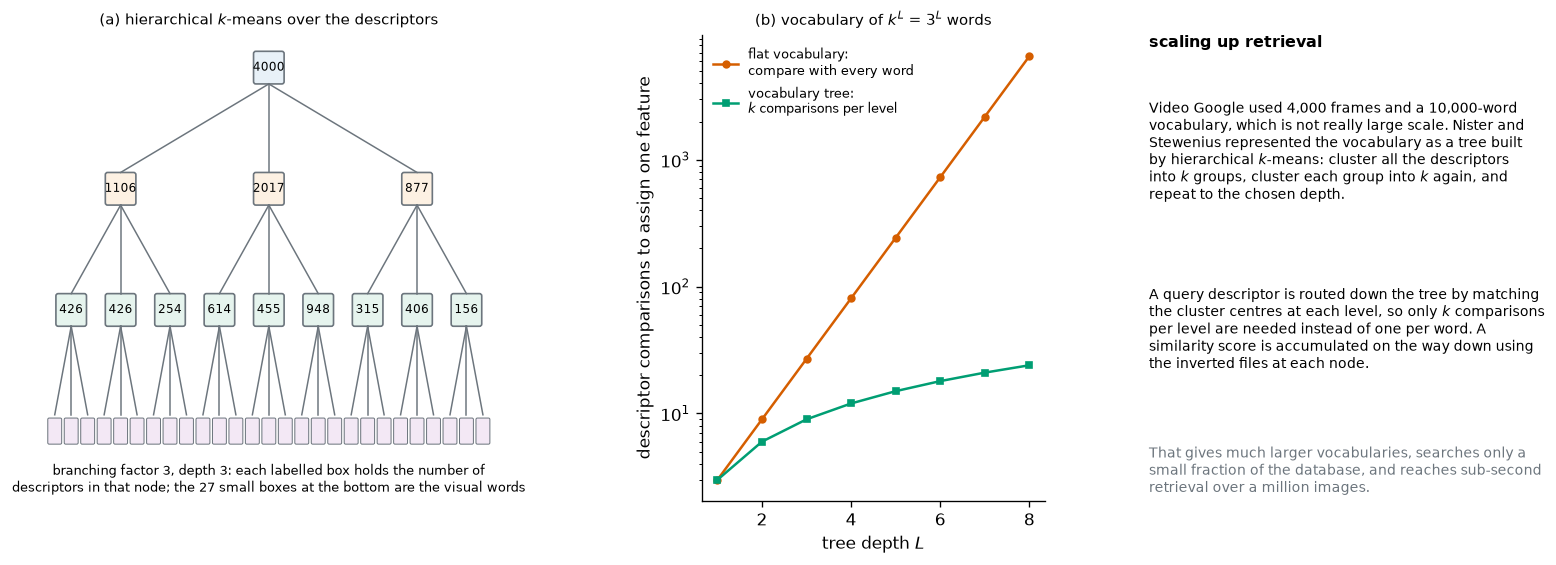 (a) hierarchical k-means over the descriptors
4000
1106
2017
877
426
426
254
614
455
948
315
406
156
branching factor 3, depth 3: each labelled box holds the number of
descriptors in that node; the 27 small boxes at the bottom are the visual words
(b) vocabulary of k^L = 3^L words
flat vocabulary:
compare with every word
vocabulary tree:
k comparisons per level
descriptor comparisons to assign one feature
10^3
10^2
10^1
2
4
6
8
tree depth L
scaling up retrieval
Video Google used 4,000 frames and a 10,000-word
vocabulary, which is not really large scale. Nister and
Stewenius represented the vocabulary as a tree built
by hierarchical k-means: cluster all the descriptors
into k groups, cluster each group into k again, and
repeat to the chosen depth.
A query descriptor is routed down the tree by matching
the cluster centres at each level, so only k comparisons
per level are needed instead of one per word. A
similarity score is accumulated on the way down using
the inverted files at each node.
That gives much larger vocabularies, searches only a
small fraction of the database, and reaches sub-second
retrieval over a million images.